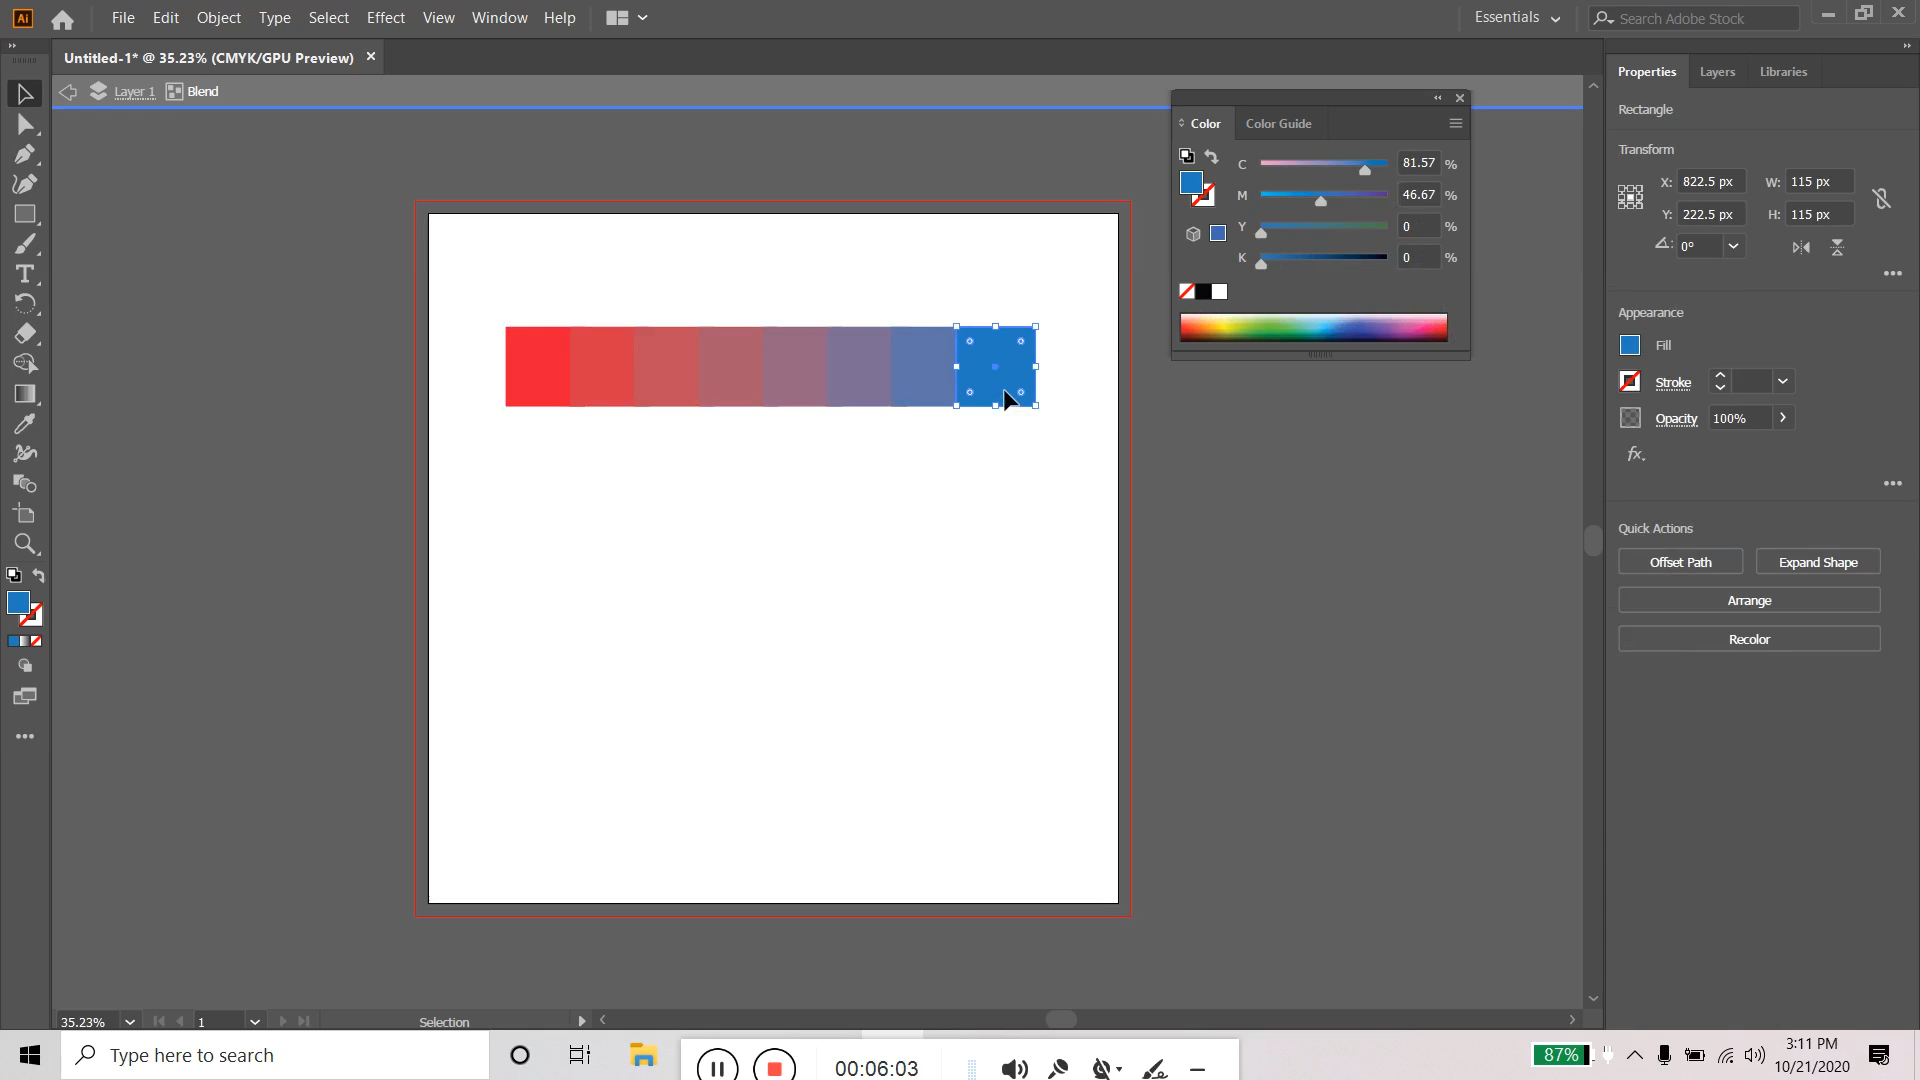 Ai File Edit Object Type Select Effect View Window Help Essentials Search Adobe Stock
Untitled-1* @ 35.23% (CMYK/GPU Preview)
Layer 1 Blend
Color Color Guide
C 81.57 %
M 46.67 %
Y 0 %
K 0 %
Properties Layers Libraries
Rectangle
Transform
X: 822.5 px W: 115 px
Y: 222.5 px H: 115 px
0°
Appearance
Fill
Stroke
Opacity 100%
fx.
Quick Actions
Offset Path Expand Shape
Arrange
Recolor
35.23% 1 Selection
Type here to search
00:06:03
87%
3:11 PM
10/21/2020